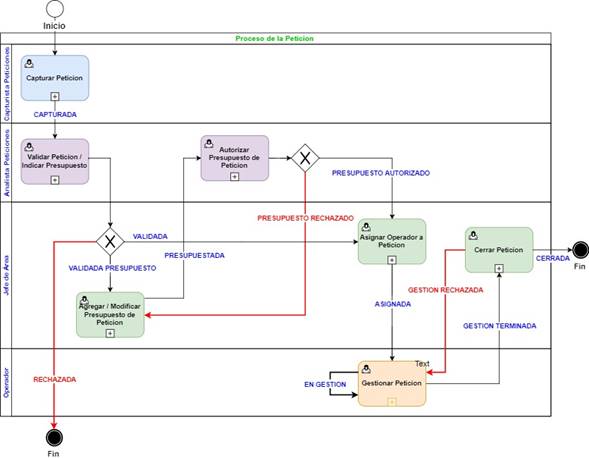 Inicio
Proceso de la Peticion
Capturista Peticiones
Capturar Peticion
CAPTURADA
Analista Peticiones
Validar Peticion /
Indicar Presupuesto
Autorizar
Presupuesto de
Peticion
PRESUPUESTO AUTORIZADO
PRESUPUESTO RECHAZADO
Jefe de Area
VALIDADA
Asignar Operador a
Peticion
Cerrar Peticion
CERRADA
Fin
PRESUPUESTADA
VALIDADA PRESUPUESTO
GESTION RECHAZADA
Agregar / Modificar
Presupuesto de
Peticion
ASIGNADA
GESTION TERMINADA
Operador
Text
RECHAZADA
EN GESTION
Gestionar Peticion
Fin